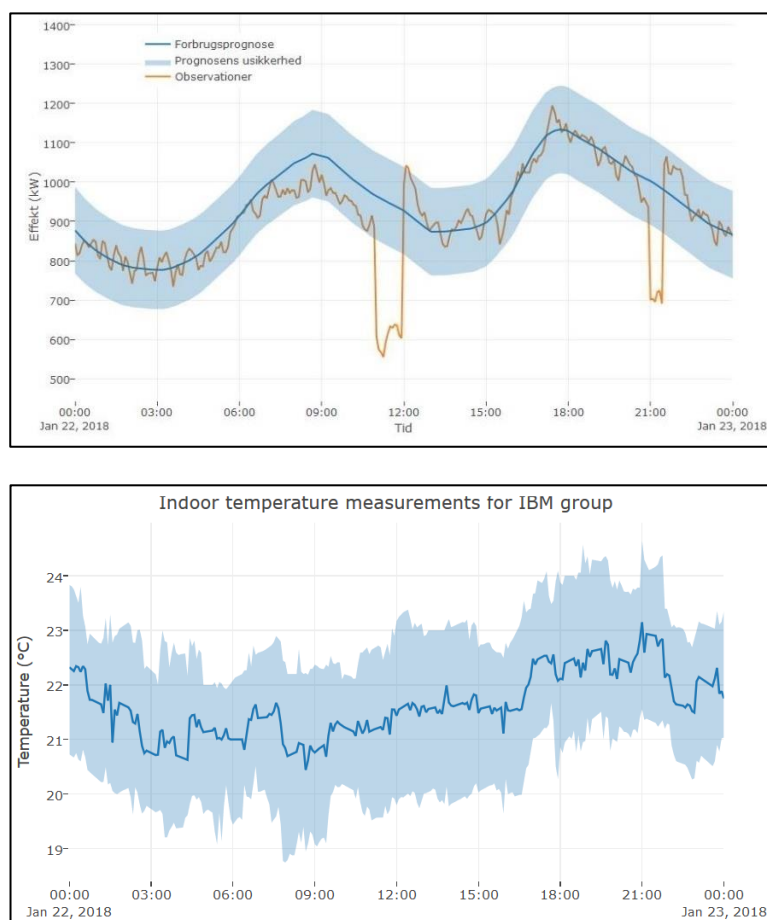 1400
1300
1200
1100
1000
900
800
700
600
500
Effekt (kW)
Forbrugsprognose
Prognosens usikkerhed
Observationer
00:00 03:00 06:00 09:00 12:00 15:00 18:00 21:00 00:00
Jan 22, 2018 Jan 23, 2018
Tid
Indoor temperature measurements for IBM group
24
23
22
21
20
19
Temperature (°C)
00:00 03:00 06:00 09:00 12:00 15:00 18:00 21:00 00:00
Jan 22, 2018 Jan 23, 2018